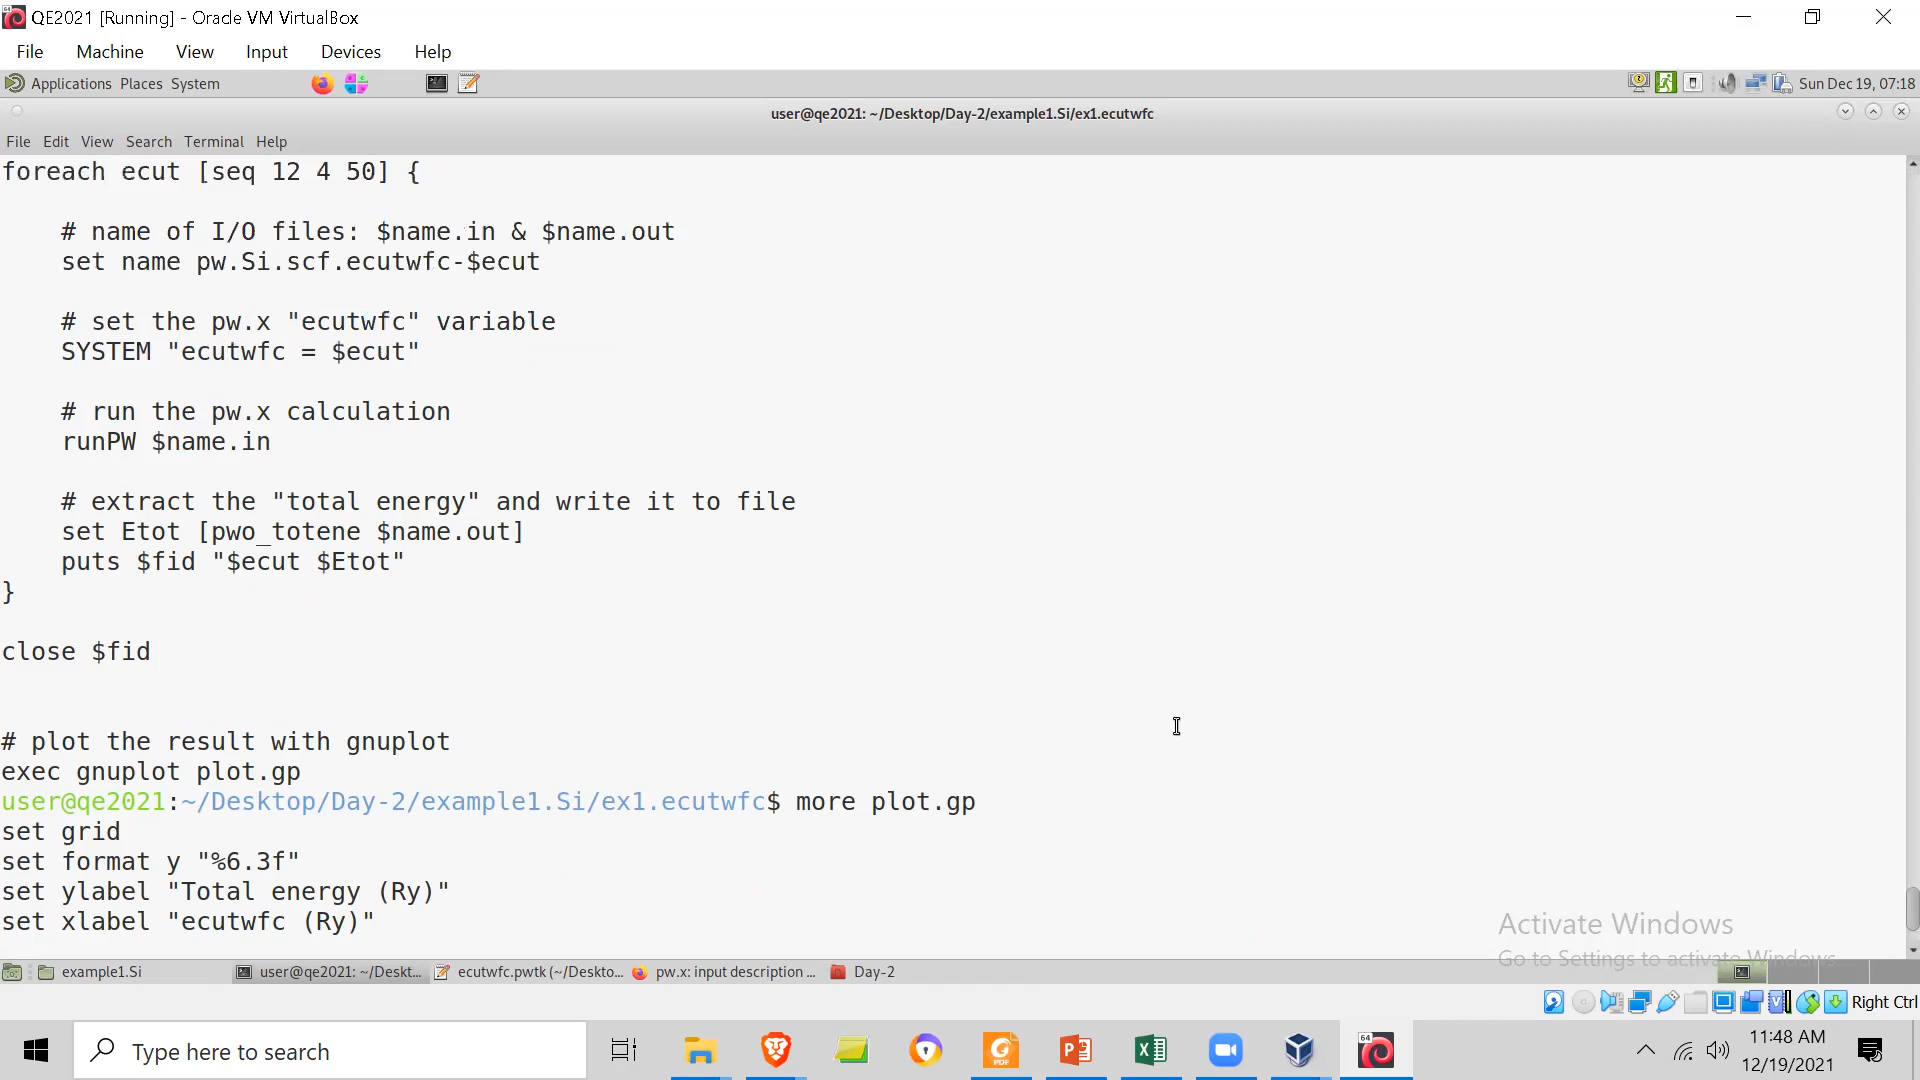 QE2021 [Running] - Oracle VM VirtualBox
File Machine View Input Devices Help
Applications Places System
Sun Dec 19, 07:18
user@qe2021: ~/Desktop/Day-2/example1.Si/ex1.ecutwfc
File Edit View Search Terminal Help
foreach ecut [seq 12 4 50] {
# name of I/O files: $name.in & $name.out
set name pw.Si.scf.ecutwfc-$ecut
# set the pw.x "ecutwfc" variable
SYSTEM "ecutwfc = $ecut"
# run the pw.x calculation
runPW $name.in
# extract the "total energy" and write it to file
set Etot [pwo_totene $name.out]
puts $fid "$ecut $Etot"
}
close $fid
# plot the result with gnuplot
exec gnuplot plot.gp
user@qe2021:~/Desktop/Day-2/example1.Si/ex1.ecutwfc$ more plot.gp
set grid
set format y "%6.3f"
set ylabel "Total energy (Ry)"
set xlabel "ecutwfc (Ry)"
Activate Windows
Go to Settings to activate Windows.
example1.Si
user@qe2021: ~/Deskt...
ecutwfc.pwtk (~/Deskto...
pw.x: input description ...
Day-2
Right Ctrl
Type here to search
11:48 AM
12/19/2021